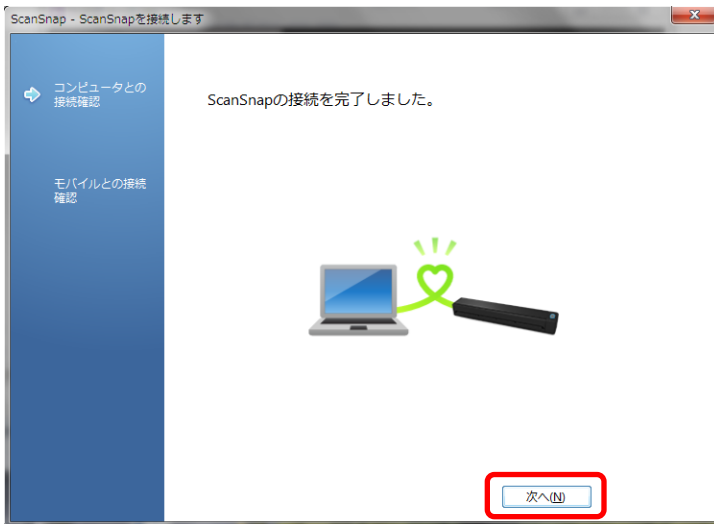 ScanSnap - ScanSnapを接続します
コンピュータとの
接続確認
ScanSnapの接続を完了しました。
モバイルとの接続
確認
次へ(N)